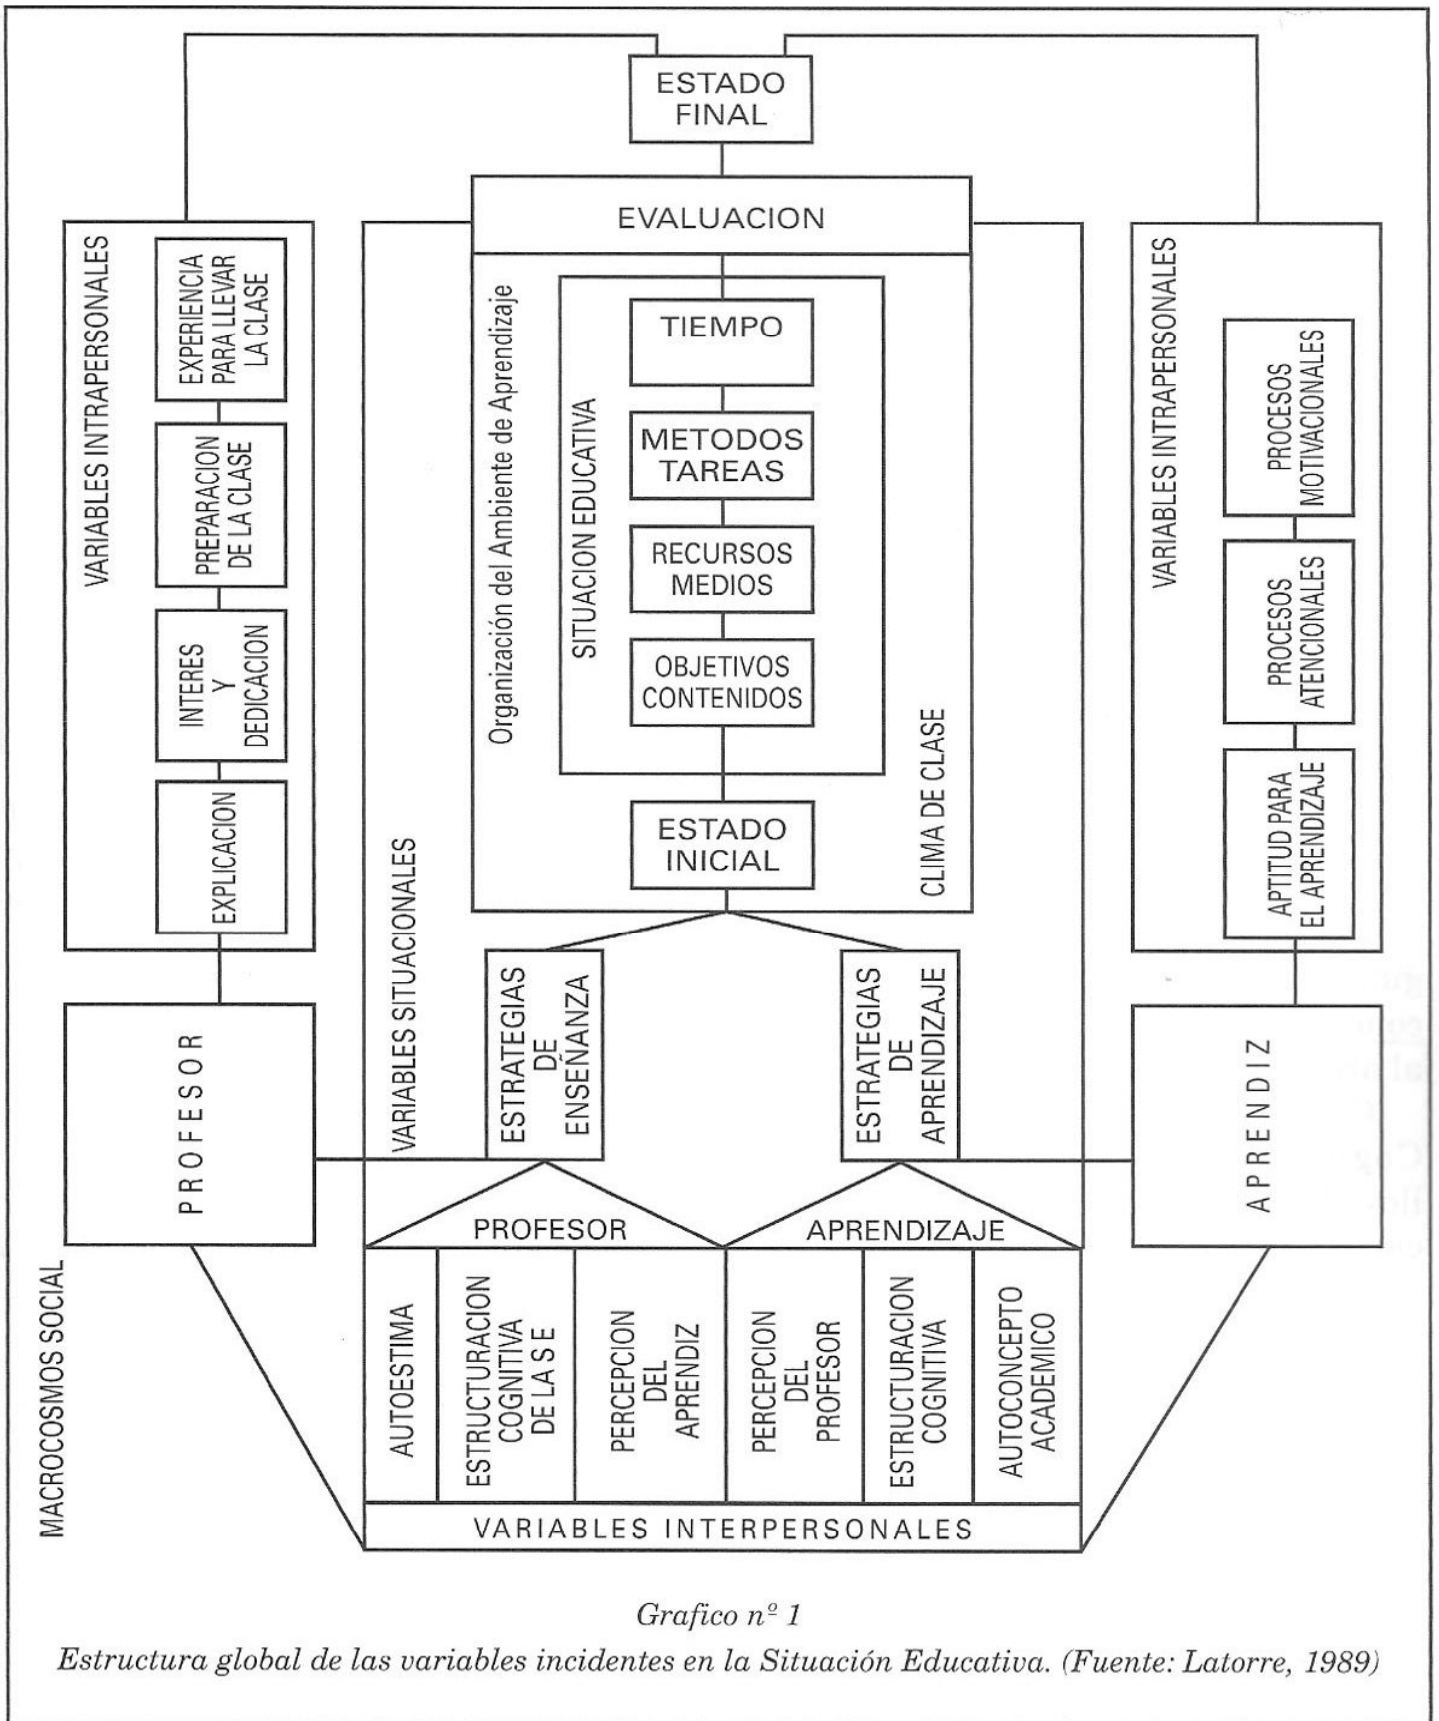 ESTADO
FINAL
EVALUACION
VARIABLES INTRAPERSONALES
EXPERIENCIA
PARA LLEVAR
LA CLASE
PREPARACION
DE LA CLASE
INTERES
Y
DEDICACION
EXPLICACION
PROFESOR
MACROCOSMOS SOCIAL
VARIABLES SITUACIONALES
Organización del Ambiente de Aprendizaje
SITUACION EDUCATIVA
TIEMPO
METODOS
TAREAS
RECURSOS
MEDIOS
OBJETIVOS
CONTENIDOS
ESTADO
INICIAL
CLIMA DE CLASE
ESTRATEGIAS
DE
ENSEÑANZA
ESTRATEGIAS
DE
APRENDIZAJE
VARIABLES INTRAPERSONALES
PROCESOS
MOTIVACIONALES
PROCESOS
ATENCIONALES
APTITUD PARA
EL APRENDIZAJE
APRENDIZ
PROFESOR
APRENDIZAJE
AUTOESTIMA
ESTRUCTURACION
COGNITIVA
DE LA S E
PERCEPCION
DEL
APRENDIZ
PERCEPCION
DEL
PROFESOR
ESTRUCTURACION
COGNITIVA
AUTOCONCEPTO
ACADEMICO
VARIABLES INTERPERSONALES
Grafico nº 1
Estructura global de las variables incidentes en la Situación Educativa. (Fuente: Latorre, 1989)